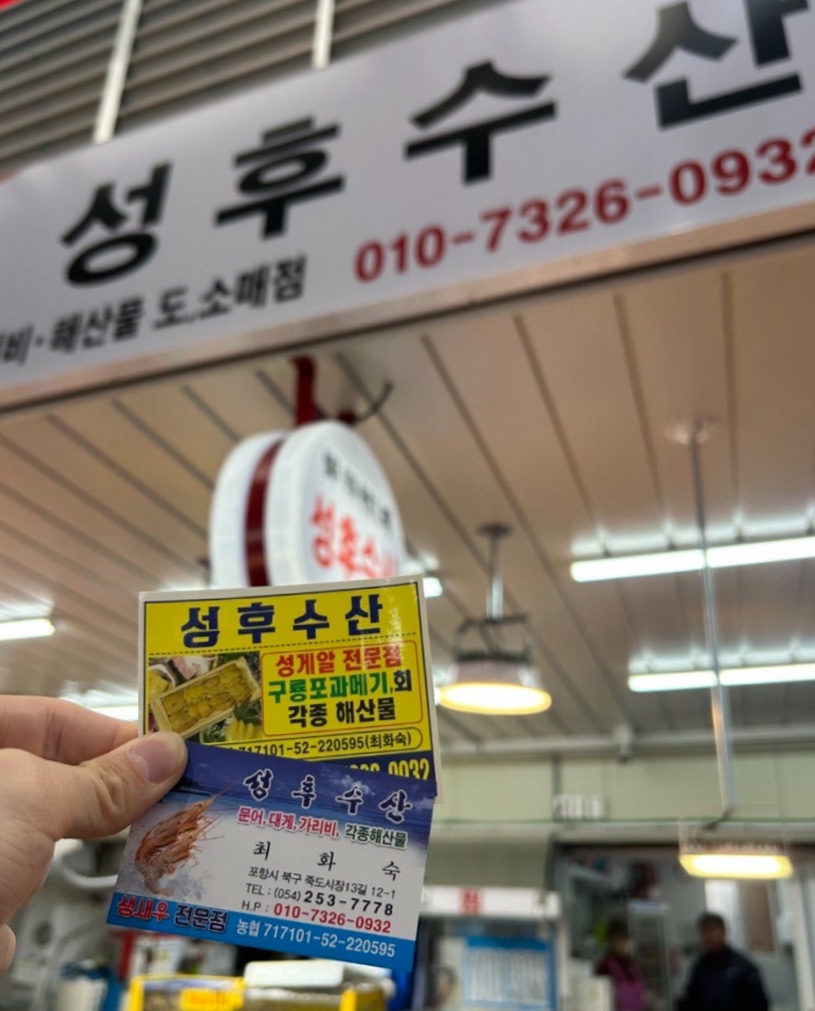 성후수산
010-7326-0932
비·해산물 도,소매점
성후수산
성후수산
성게알 전문점
구룡포과메기,회
각종 해산물
717101-52-220595(최화숙)
0932
성후수산
문어, 대게, 가리비, 각종해산물
최 화 숙
포항시 북구 죽도시장13길 12-1
TEL : (054) 253-7778
H.P : 010-7326-0932
생새우 전문점 농협 717101-52-220595